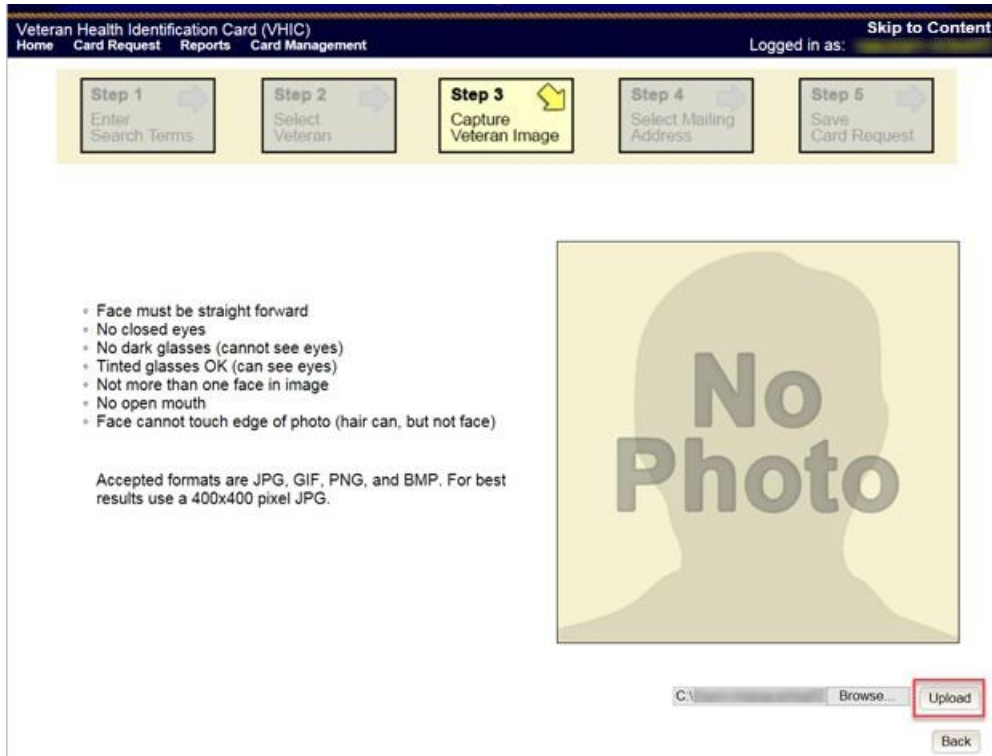 Veteran Health Identification Card (VHIC)
Skip to Content
Home Card Request Reports Card Management
Logged in as:
Step 1
Enter
Search Terms
Step 2
Select
Veteran
Step 3
Capture
Veteran Image
Step 4
Select Mailing
Address
Step 5
Save
Card Request
Face must be straight forward
No closed eyes
No dark glasses (cannot see eyes)
Tinted glasses OK (can see eyes)
Not more than one face in image
No open mouth
Face cannot touch edge of photo (hair can, but not face)
Accepted formats are JPG, GIF, PNG, and BMP. For best
results use a 400x400 pixel JPG.
No
Photo
C:\
Browse...
Upload
Back